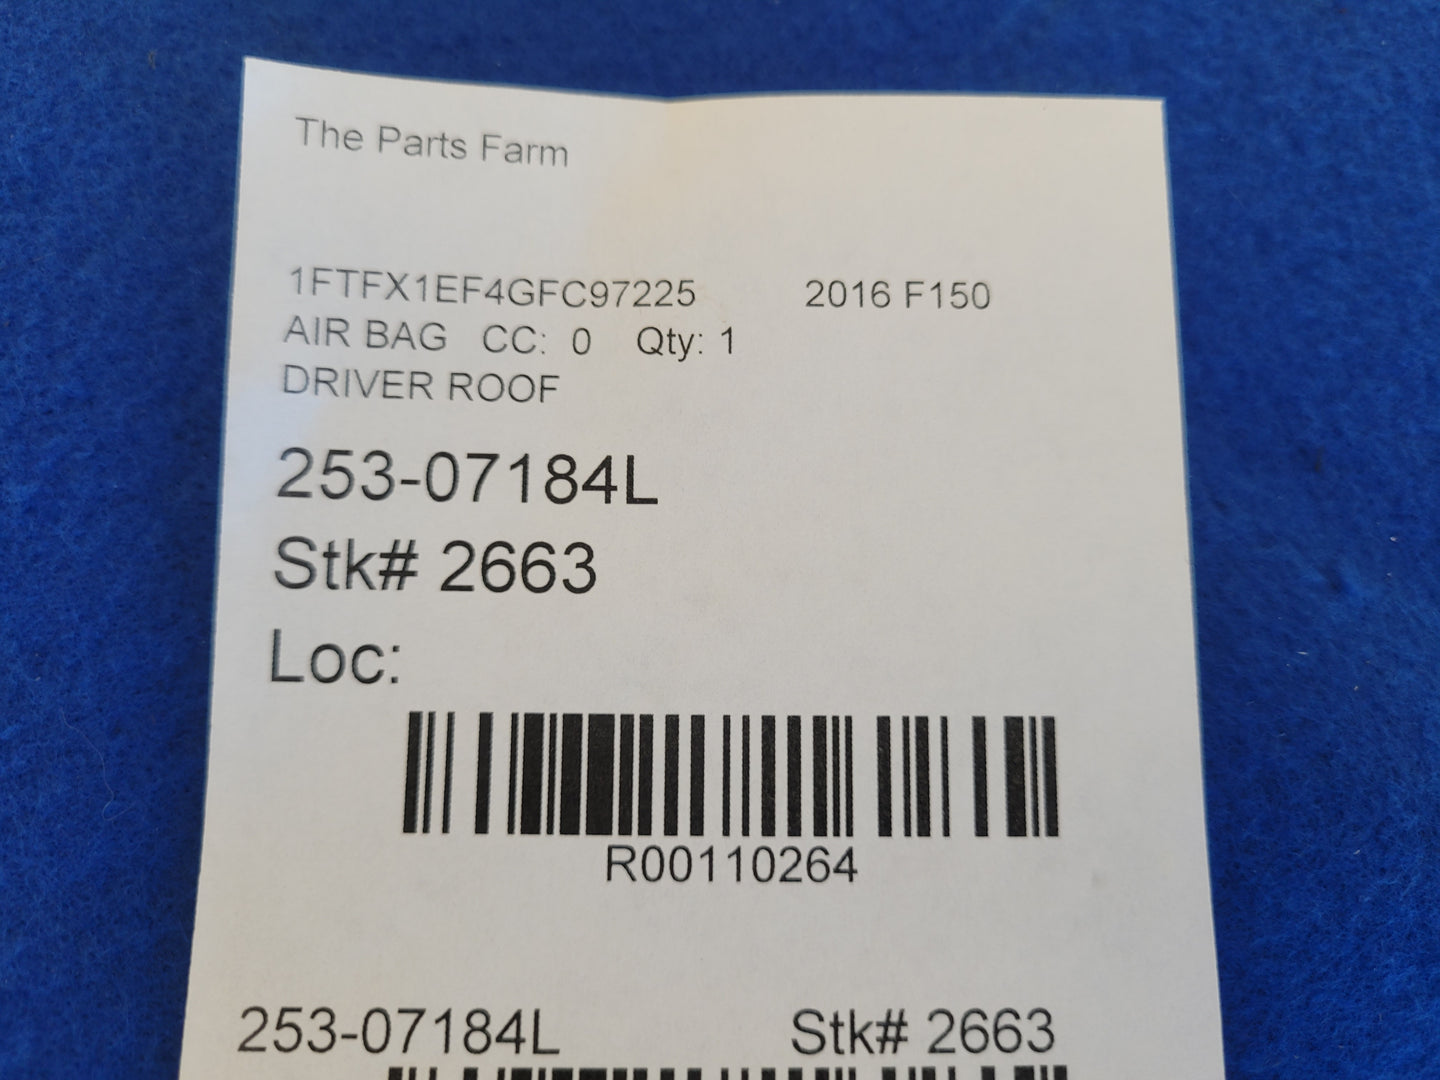 The Parts Farm
1FTFX1EF4GFC97225 2016 F150
AIR BAG CC: 0 Qty: 1
DRIVER ROOF
253-07184L
Stk# 2663
Loc:
R00110264
253-07184L Stk# 2663